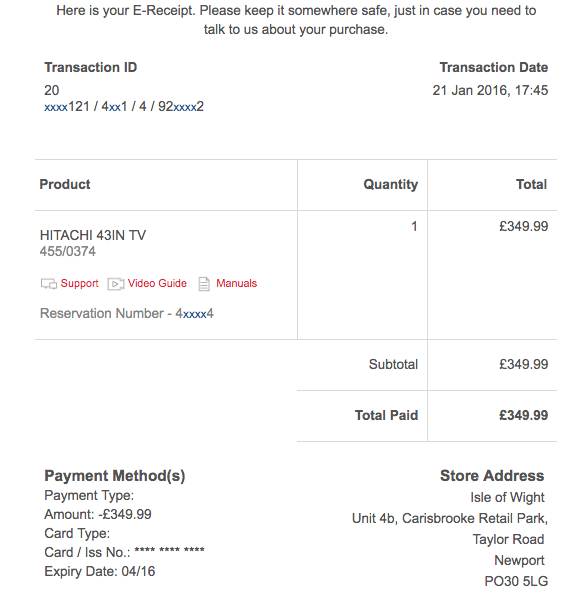 Here is your E-Receipt. Please keep it somewhere safe, just in case you need to
talk to us about your purchase.
Transaction ID
Transaction Date
20
21 Jan 2016, 17:45
xxxx121 / 4xx1 / 4 / 92xxxx2
Product
Quantity
Total
HITACHI 43IN TV
1
£349.99
455/0374
Support
Video Guide
Manuals
Reservation Number - 4xxxx4
Subtotal
£349.99
Total Paid
£349.99
Payment Method(s)
Payment Type:
Amount: -£349.99
Card Type:
Card / Iss No.: **** **** ****
Expiry Date: 04/16
Store Address
Isle of Wight
Unit 4b, Carisbrooke Retail Park,
Taylor Road
Newport
PO30 5LG